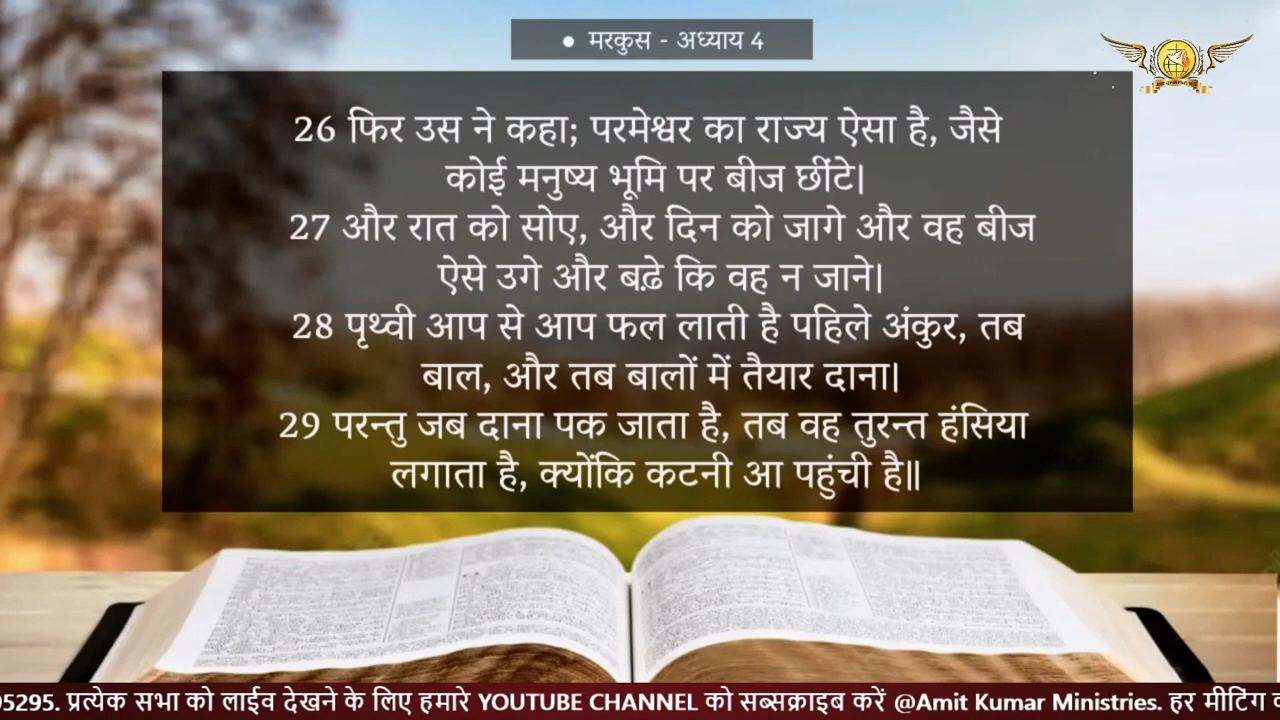 ● मरकुस - अध्याय 4
26 फिर उस ने कहा; परमेश्वर का राज्य ऐसा है, जैसे
कोई मनुष्य भूमि पर बीज छींटे।
27 और रात को सोए, और दिन को जागे और वह बीज
ऐसे उगे और बढ़े कि वह न जाने।
28 पृथ्वी आप से आप फल लाती है पहिले अंकुर, तब
बाल, और तब बालों में तैयार दाना।
29 परन्तु जब दाना पक जाता है, तब वह तुरन्त हंसिया
लगाता है, क्योंकि कटनी आ पहुंची है॥
5295. प्रत्येक सभा को लाईव देखने के लिए हमारे YOUTUBE CHANNEL को सब्सक्राइब करें @Amit Kumar Ministries. हर मीटिंग